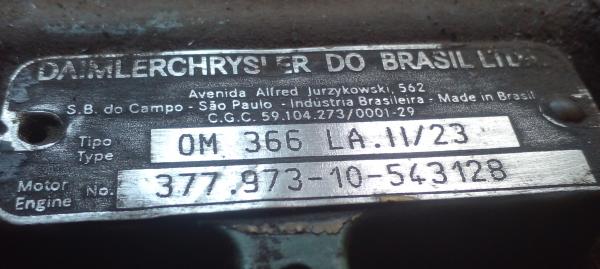 DAIMLERCHRYSLER DO BRASIL LTDA.
Avenida Alfred Jurzykowski, 562
S.B. do Campo - São Paulo - Indústria Brasileira - Made in Brasil
C.G.C. 59.104.273/0001-29
Tipo
Type
OM 366 LA.II/23
Motor
Engine
No.
377.973-10-543128